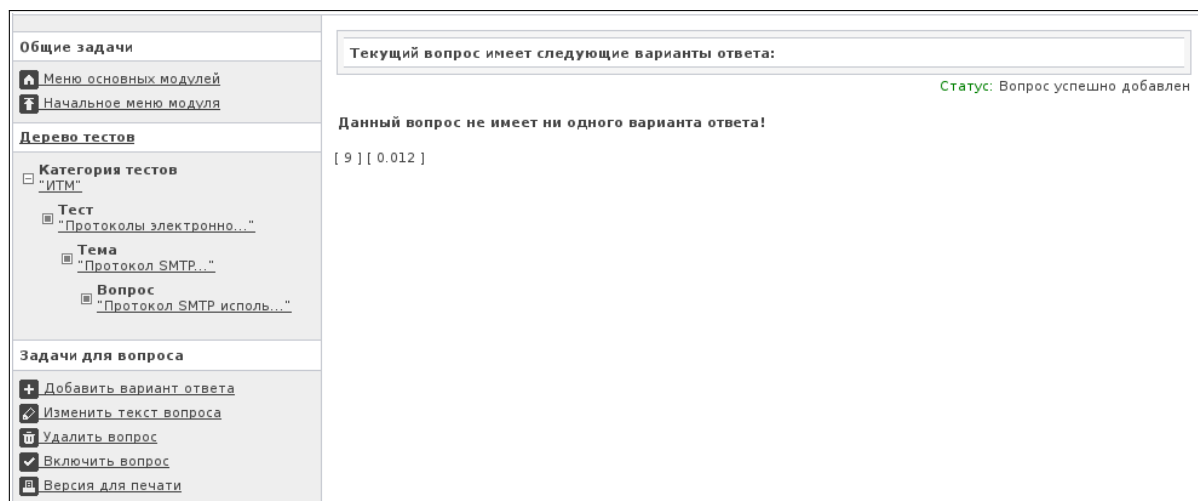 Общие задачи
Меню основных модулей
Начальное меню модуля
Дерево тестов
Категория тестов
"ИТМ"
Тест
"Протоколы электронно..."
Тема
"Протокол SMTP..."
Вопрос
"Протокол SMTP исполь..."
Задачи для вопроса
Добавить вариант ответа
Изменить текст вопроса
Удалить вопрос
Включить вопрос
Версия для печати
Текущий вопрос имеет следующие варианты ответа:
Статус: Вопрос успешно добавлен
Данный вопрос не имеет ни одного варианта ответа!
[ 9 ] [ 0.012 ]